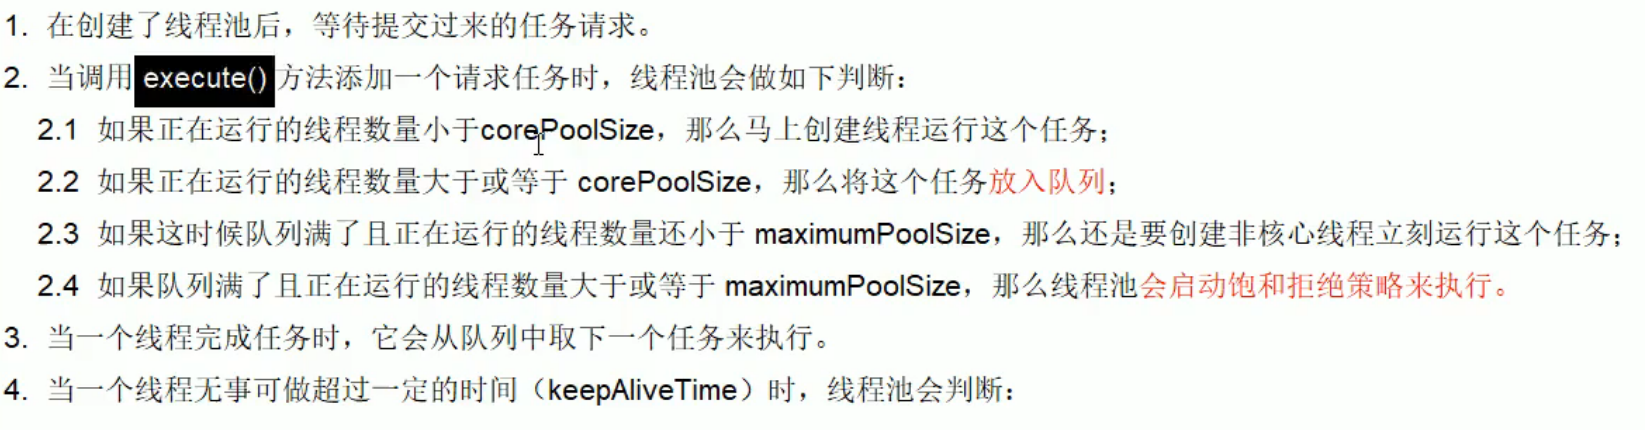 1. 在创建了线程池后，等待提交过来的任务请求。
2. 当调用execute()方法添加一个请求任务时，线程池会做如下判断：
2.1 如果正在运行的线程数量小于corePoolSize，那么马上创建线程运行这个任务；
2.2 如果正在运行的线程数量大于或等于 corePoolSize，那么将这个任务放入队列；
2.3 如果这时候队列满了且正在运行的线程数量还小于 maximumPoolSize，那么还是要创建非核心线程立刻运行这个任务；
2.4 如果队列满了且正在运行的线程数量大于或等于 maximumPoolSize，那么线程池会启动饱和拒绝策略来执行。
3. 当一个线程完成任务时，它会从队列中取下一个任务来执行。
4. 当一个线程无事可做超过一定的时间（keepAliveTime）时，线程池会判断：